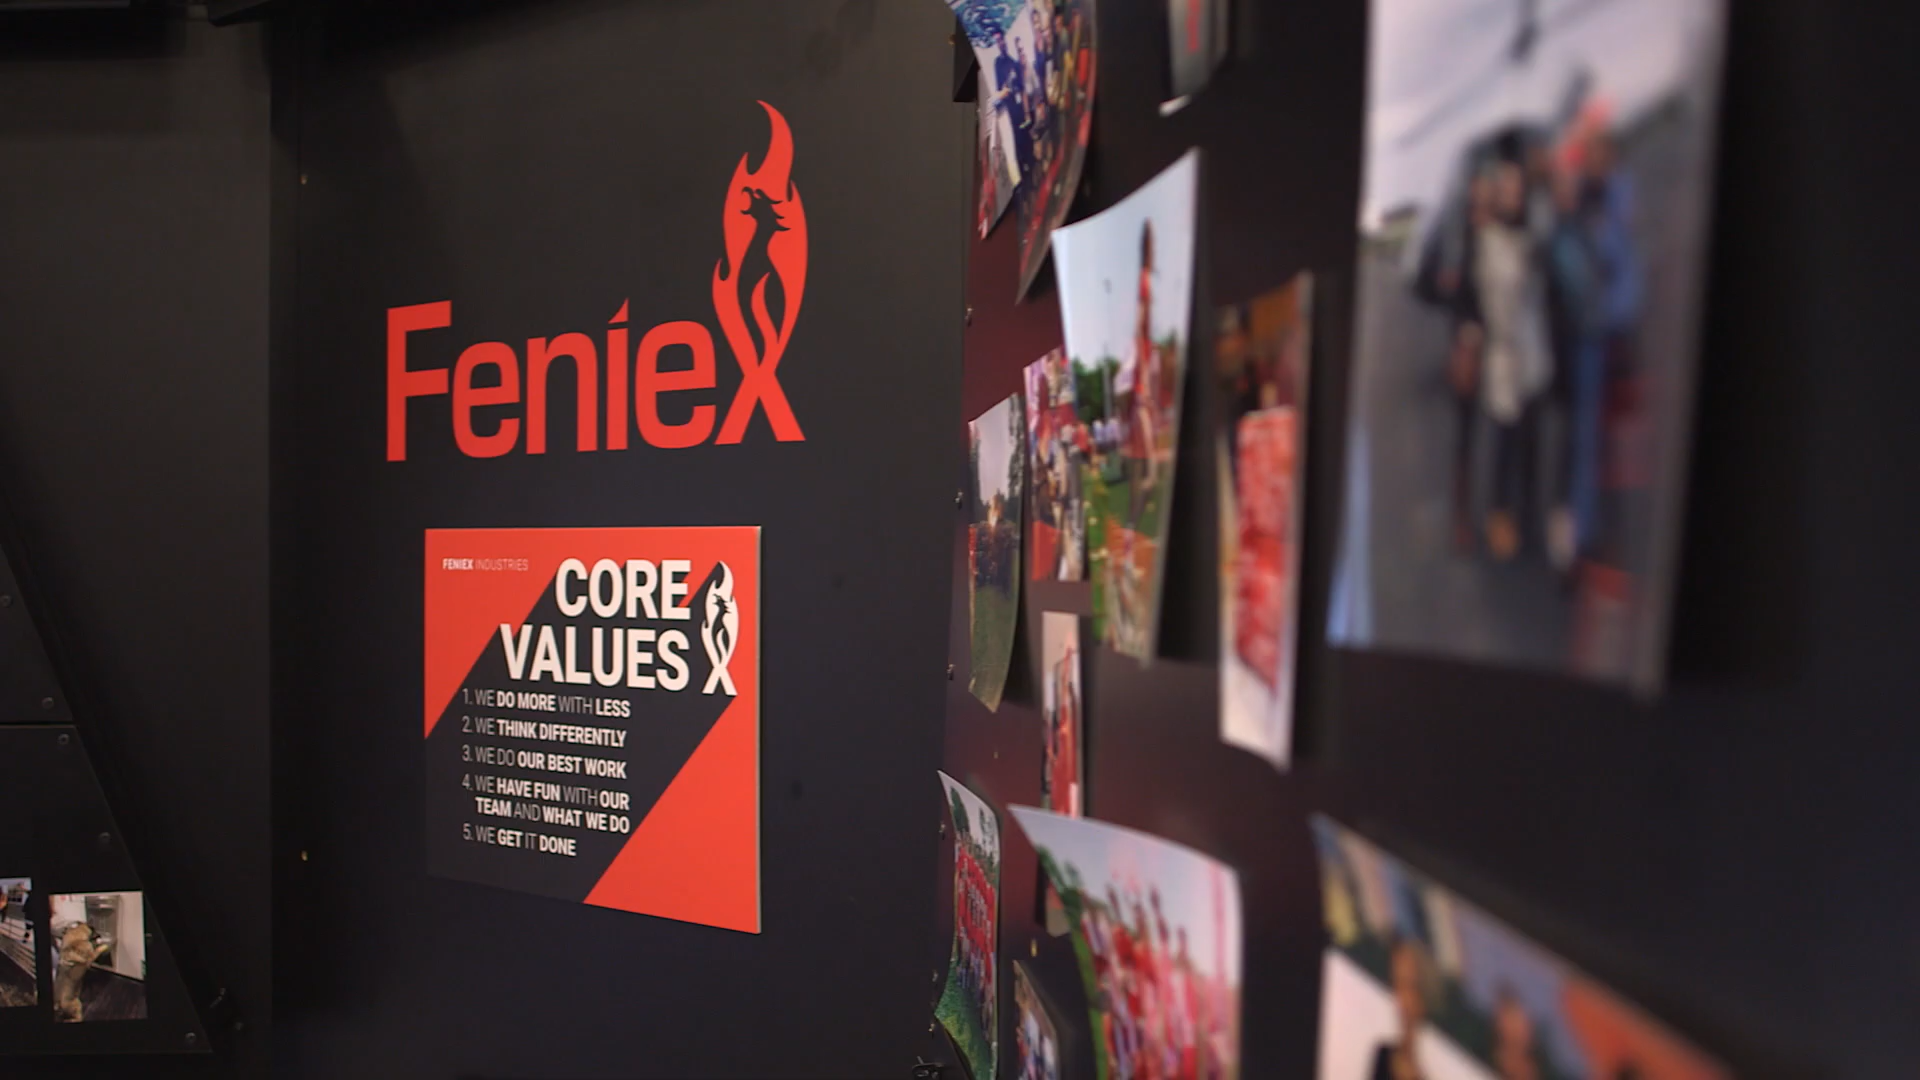 Feniex
FENIEX INDUSTRIES
CORE
VALUES
1. WE DO MORE WITH LESS
2. WE THINK DIFFERENTLY
3. WE DO OUR BEST WORK
4. WE HAVE FUN WITH OUR
TEAM AND WHAT WE DO
5. WE GET IT DONE